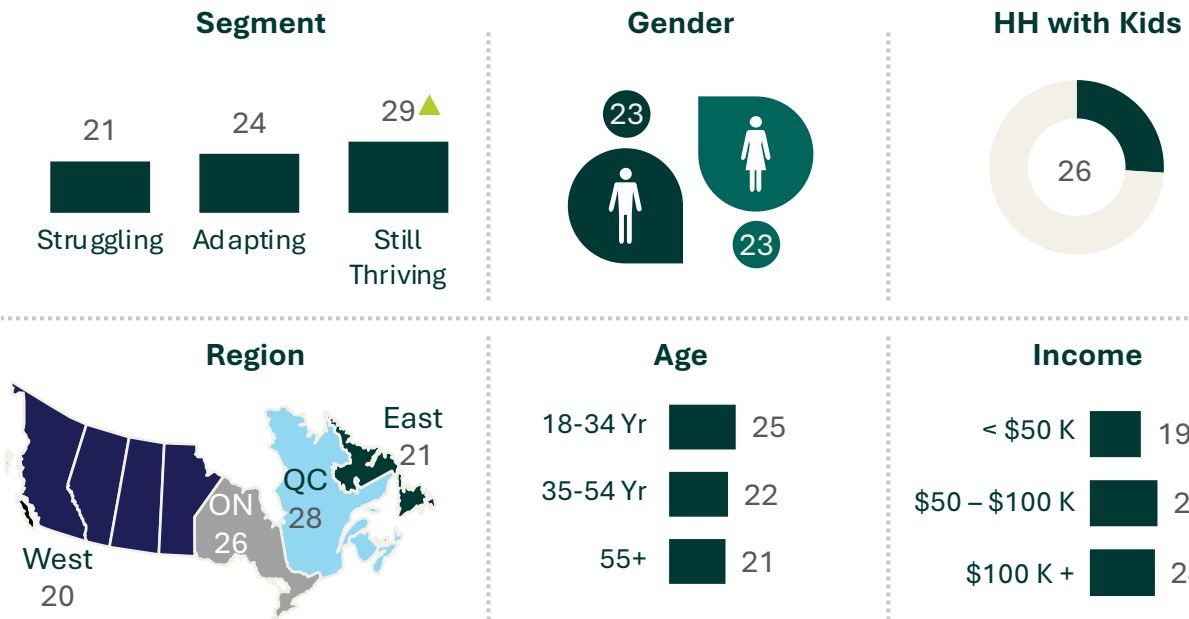 Segment
21
24
29
Struggling
Adapting
Still
Thriving
Gender
23
23
HH with Kids
26
Region
East
21
QC
28
ON
26
West
20
Age
18-34 Yr
25
35-54 Yr
22
55+
21
Income
< $50 K
19
$50 – $100 K
$100 K +